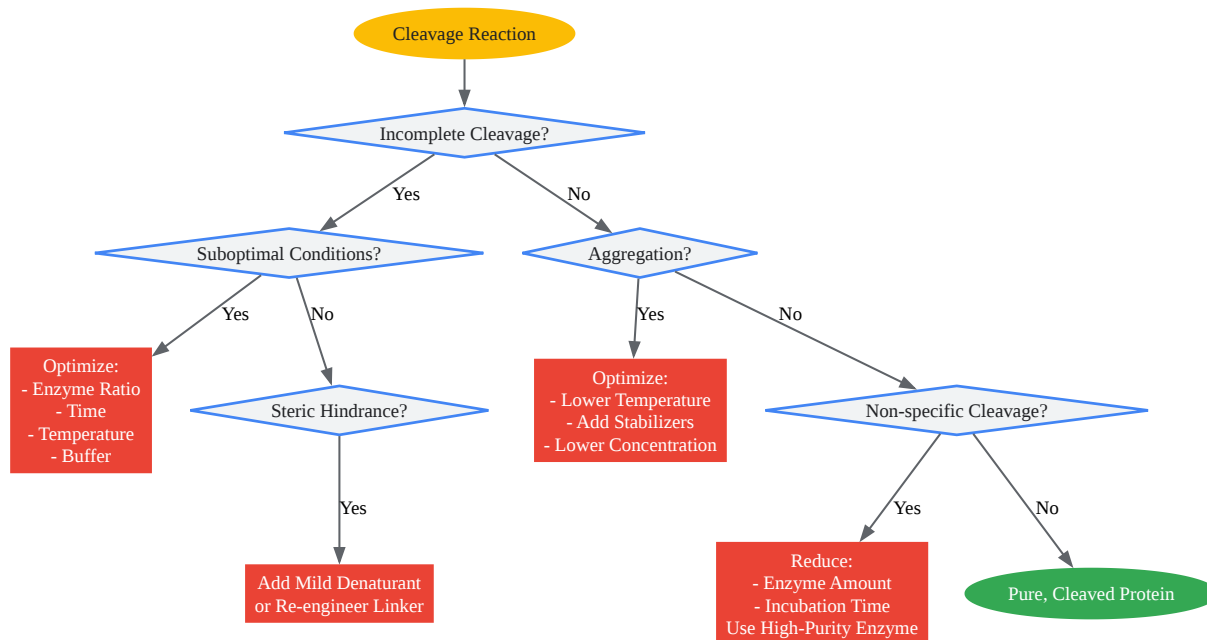 Cleavage Reaction
Incomplete Cleavage?
Yes
No
Suboptimal Conditions?
Aggregation?
Yes
No
Yes
No
Optimize:
- Enzyme Ratio
- Time
- Temperature
- Buffer
Steric Hindrance?
Optimize:
- Lower Temperature
- Add Stabilizers
- Lower Concentration
Non-specific Cleavage?
Yes
Yes
No
Add Mild Denaturant
or Re-engineer Linker
Reduce:
- Enzyme Amount
- Incubation Time
Use High-Purity Enzyme
Pure, Cleaved Protein